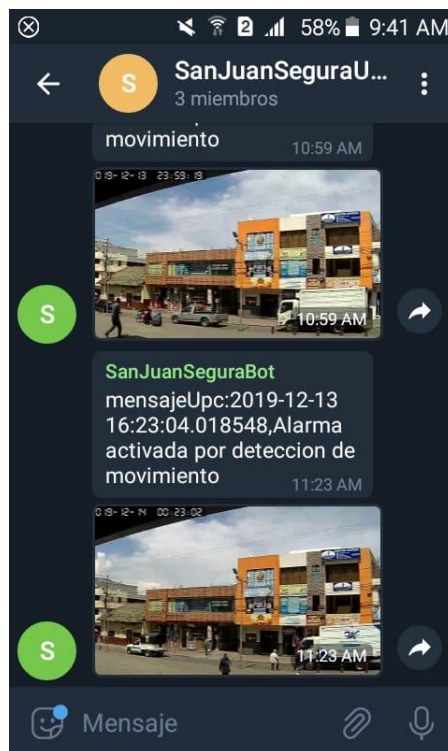 58% 9:41 AM
2
S
SanJuanSeguraU...
3 miembros
movimiento
10:59 AM
019-12-13 23:59:19
10:59 AM
S
SanJuanSeguraBot
mensajeUpc:2019-12-13
16:23:04.018548,Alarma
activada por deteccion de
movimiento
11:23 AM
019-12-14 00:23:02
11:23 AM
S
Mensaje